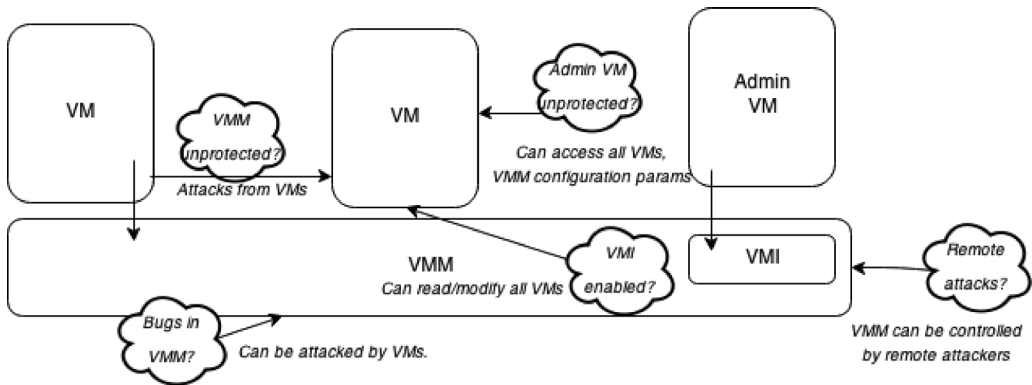 VM
VM
Admin
VM
VMM
unprotected?
Attacks from VMs
Admin VM
unprotected?
Can access all VMs,
VMM configuration params
VMM
Can read/modify all VMs
VMI
enabled?
VMI
Remote
attacks?
VMM can be controlled
by remote attackers
Bugs in
VMM?
Can be attacked by VMs.